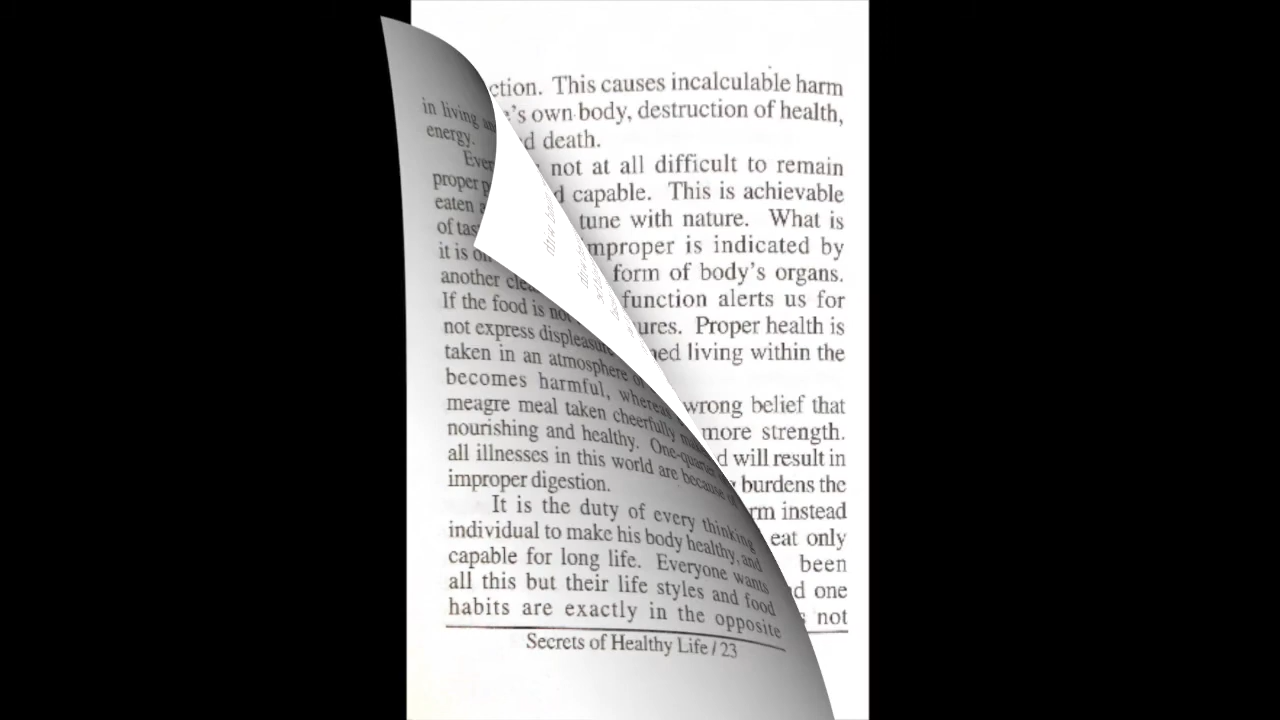 in living
energy.
proper
eaten
of
it is
another
If the food is not
not express displeasure
taken in an atmosphere
becomes harmful, whereas
meagre meal taken cheerfully
nourishing and healthy. One-quarter
all illnesses in this world are because
improper digestion.
It is the duty of every thinking
individual to make his body healthy, and
capable for long life. Everyone wants
all this but their life styles and food
habits are exactly in the opposite
Secrets of Healthy Life / 23
This causes incalculable harm
own body, destruction of health,
death.
not at all difficult to remain
capable. This is achievable
tune with nature. What is
improper is indicated by
form of body's organs.
function alerts us for
Proper health is
living within the
wrong belief that
more strength.
will result in
burdens the
instead
eat only
been
one
not